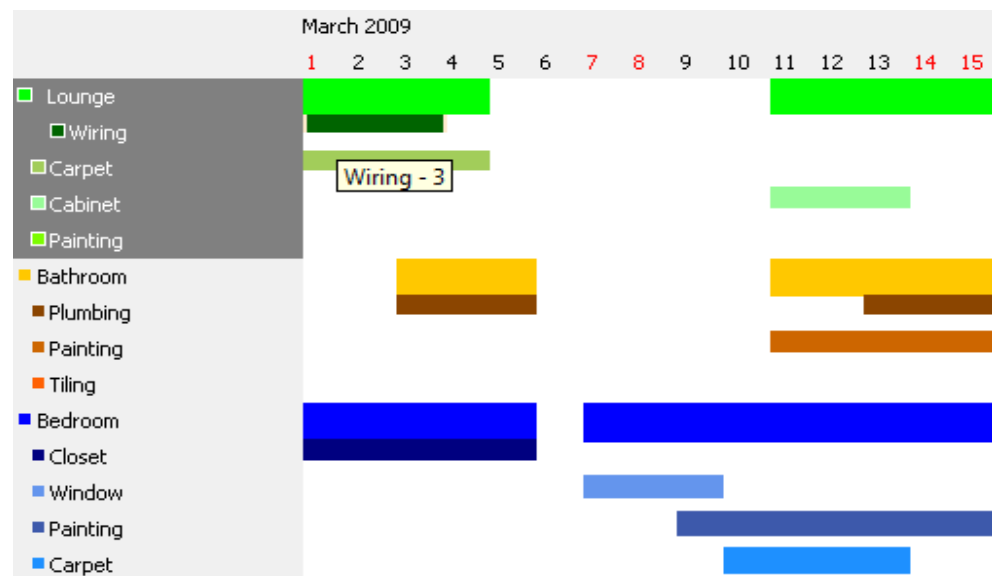 March 2009
1 2 3 4 5 6 7 8 9 10 11 12 13 14 15
Lounge
Wiring
Carpet
Wiring - 3
Cabinet
Painting
Bathroom
Plumbing
Painting
Tiling
Bedroom
Closet
Window
Painting
Carpet